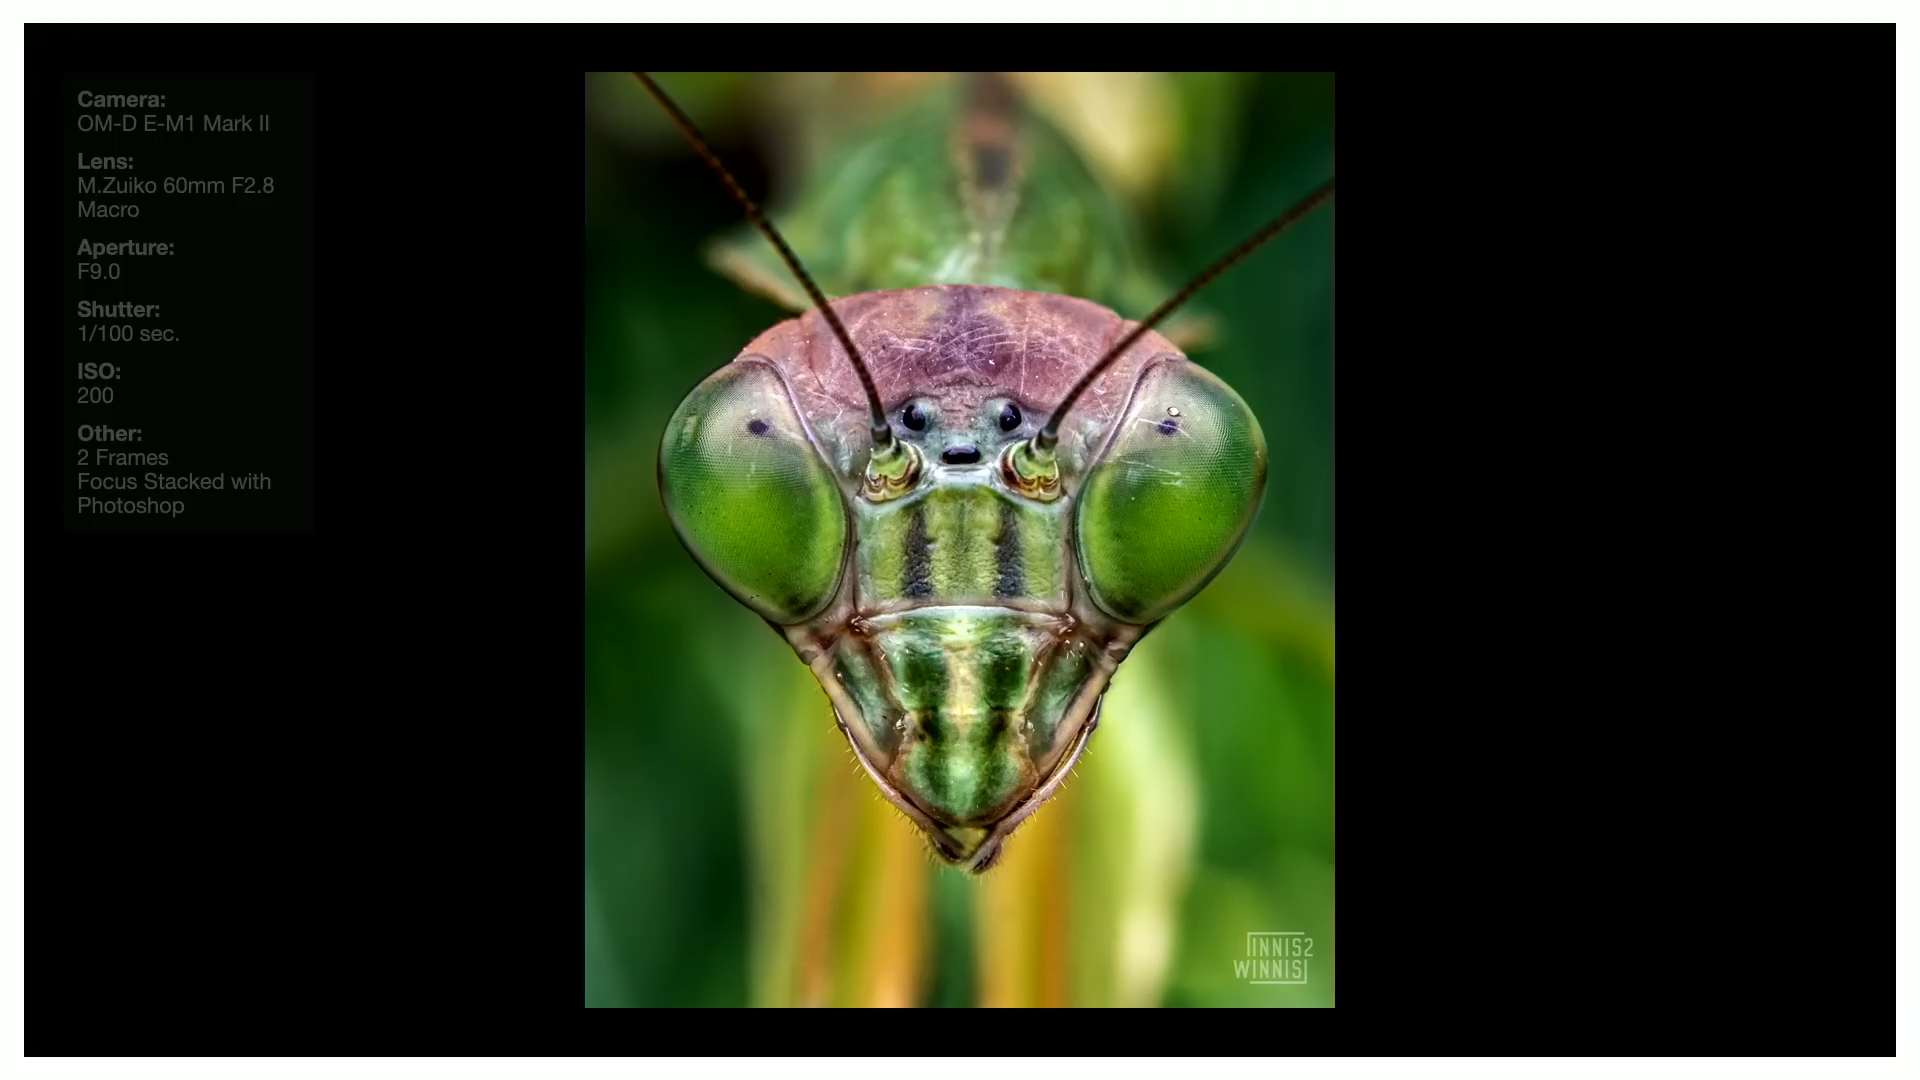 Camera:
OM-D E-M1 Mark II
Lens:
M.Zuiko 60mm F2.8
Macro
Aperture:
F9.0
Shutter:
1/100 sec.
ISO:
200
Other:
2 Frames
Focus Stacked with
Photoshop
INNIS2
WINNIS